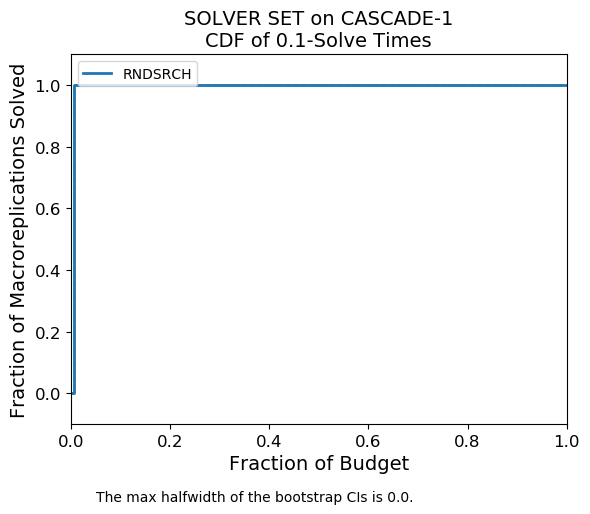 SOLVER SET on CASCADE-1
CDF of 0.1-Solve Times
RNDSRCH
Fraction of Macroreplications Solved
1.0
0.8
0.6
0.4
0.2
0.0
0.0 0.2 0.4 0.6 0.8 1.0
Fraction of Budget
The max halfwidth of the bootstrap CIs is 0.0.